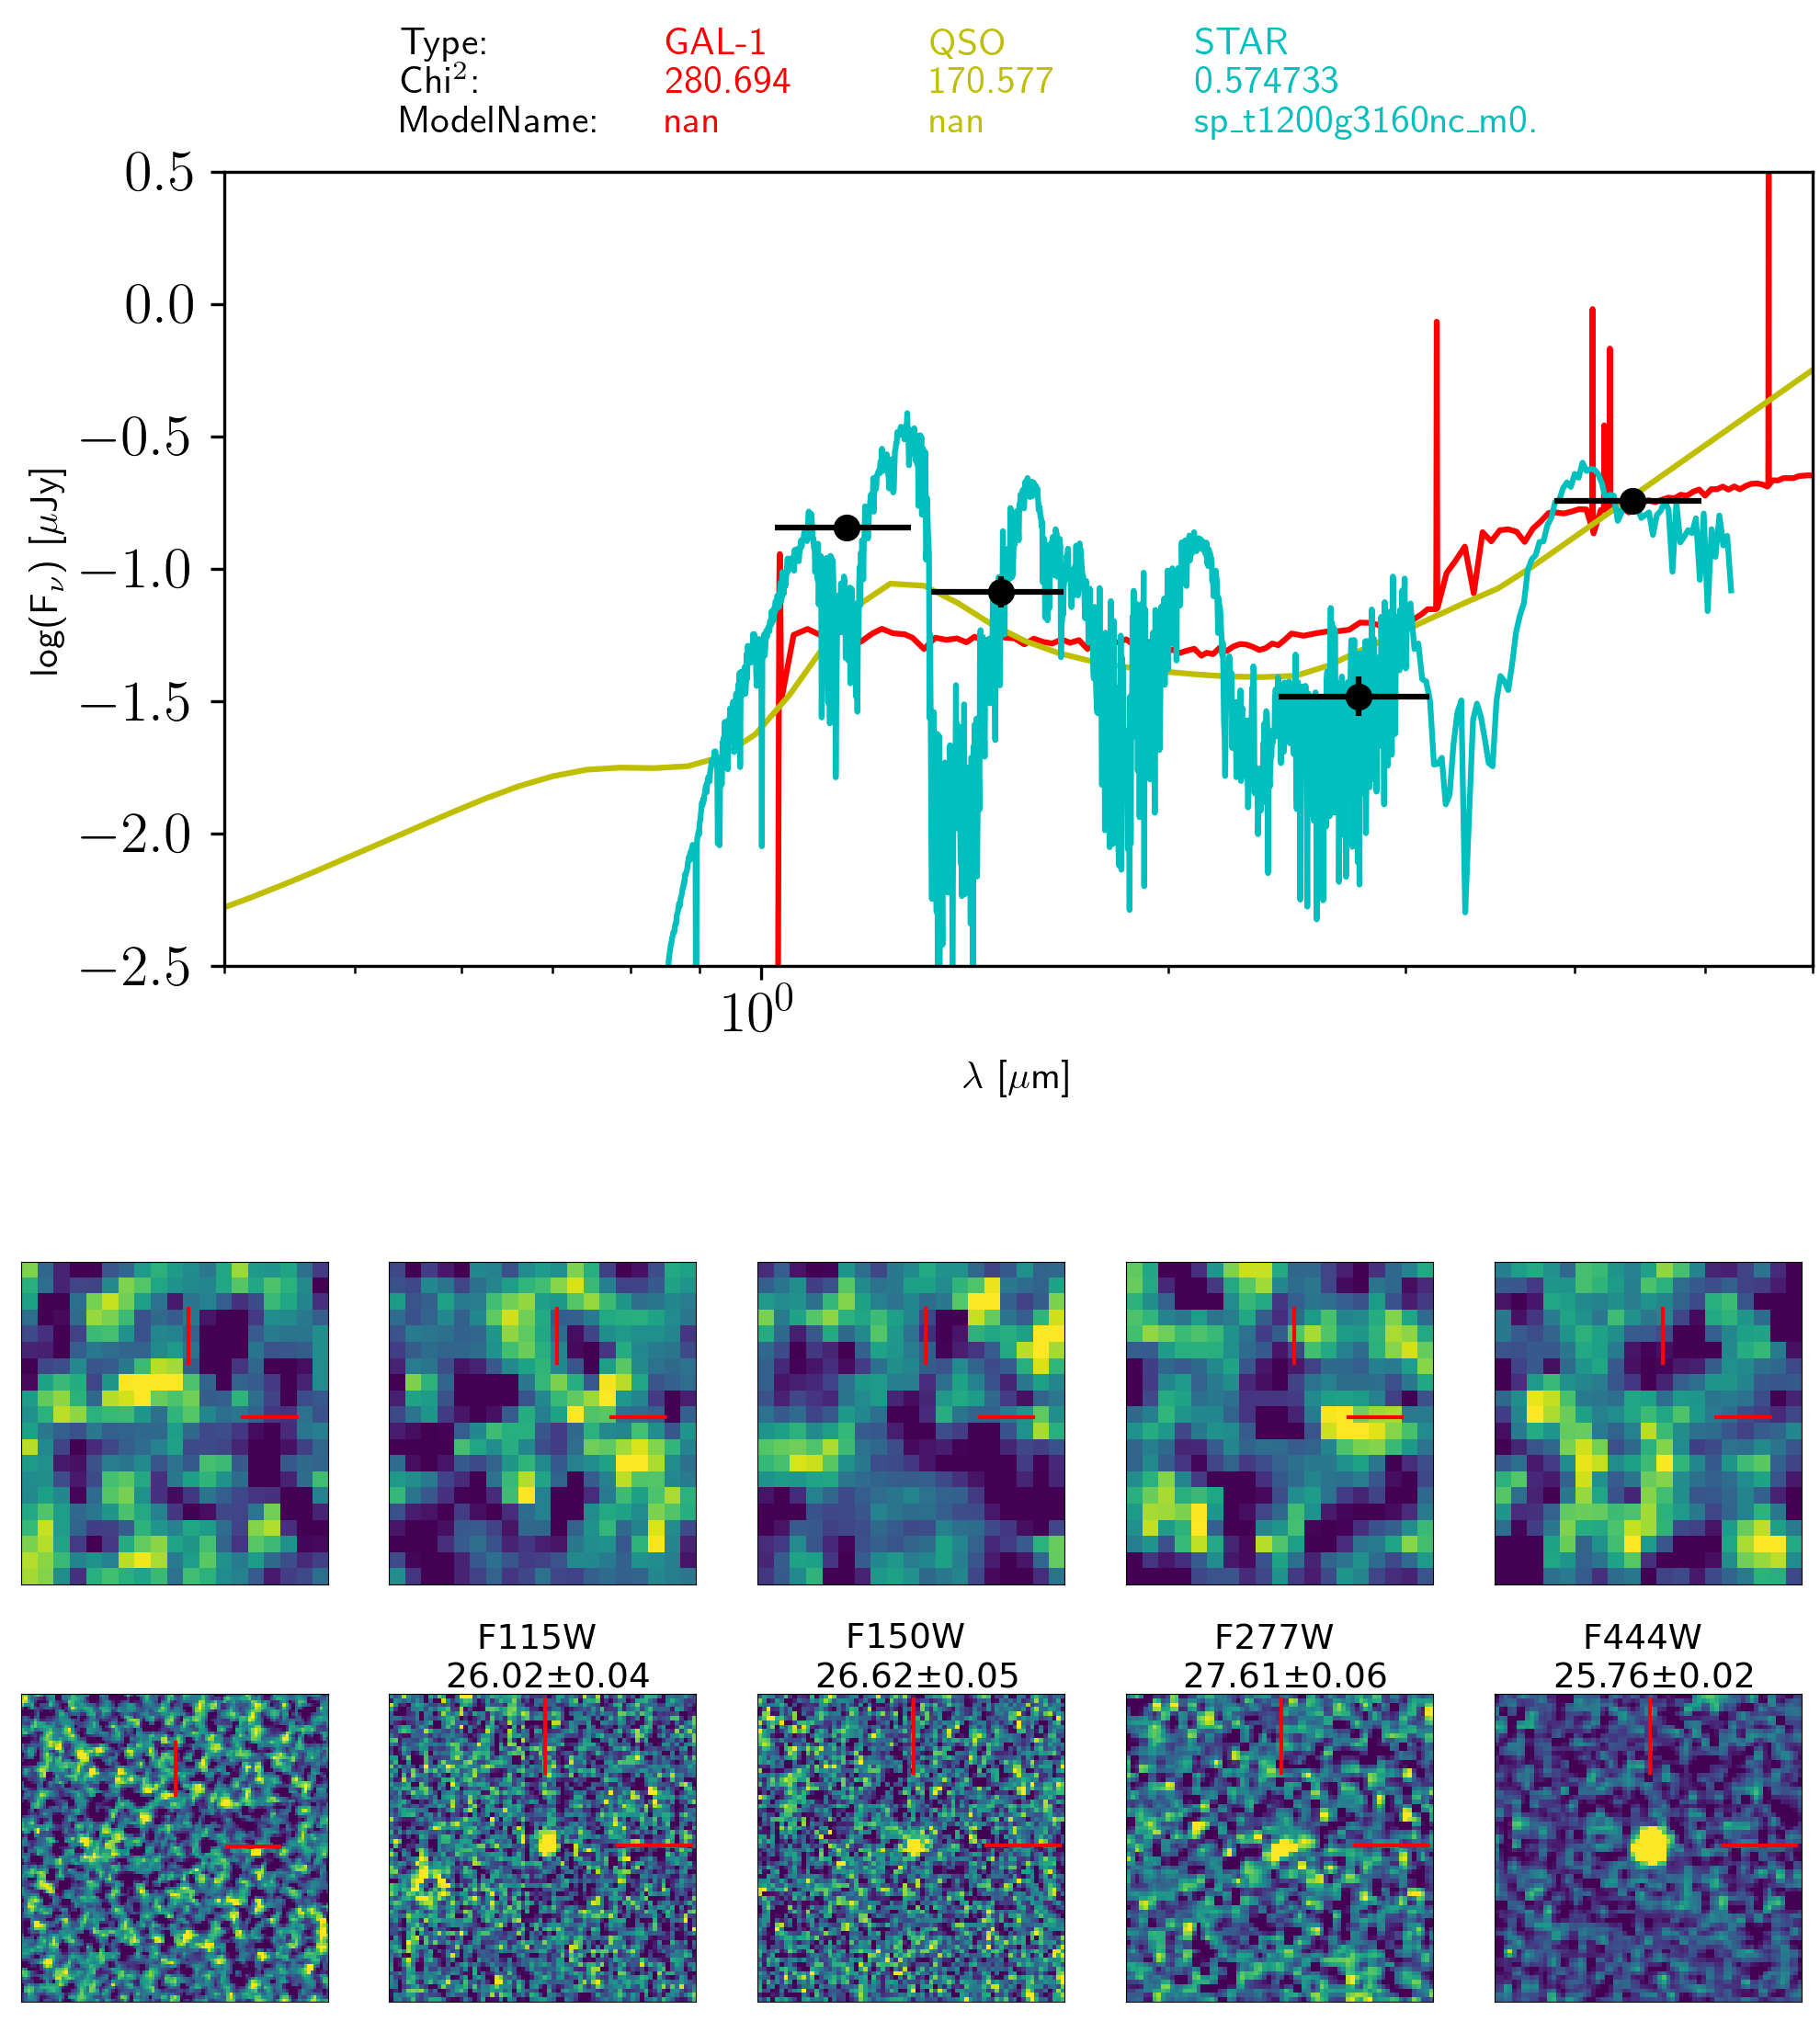 Type: GAL-1 QSO STAR
Chi²: 280.694 170.577 0.574733
ModelName: nan nan sp_t1200g3160nc_m0.
0.5
0.0
−0.5
−1.0
−1.5
−2.0
−2.5
log(Fν) [μJy]
10⁰
λ [μm]
F115W F150W F277W F444W
26.02±0.04 26.62±0.05 27.61±0.06 25.76±0.02